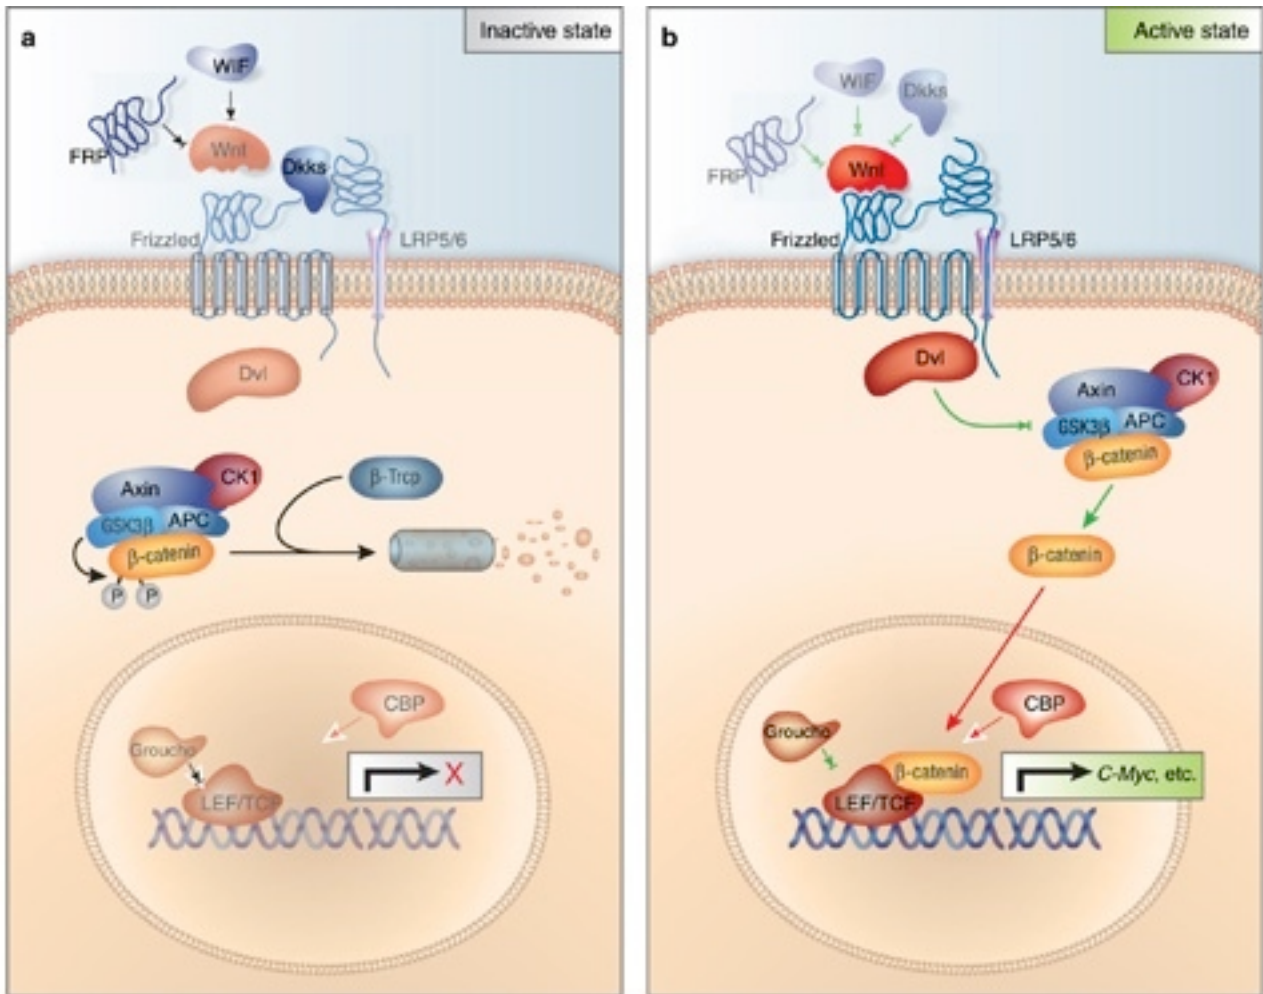 a
Inactive state
WIF
FRP
Wnt
Dkks
Frizzled
LRP5/6
Dvl
Axin
CK1
GSK3β
APC
β-catenin
P
P
β-Trcp
CBP
Groucho
X
LEF/TCF
b
Active state
WIF
Dkks
FRP
Wnt
Frizzled
LRP5/6
Dvl
Axin
CK1
GSK3β
APC
β-catenin
β-catenin
CBP
Groucho
β-catenin
C-Myc, etc.
LEF/TCF